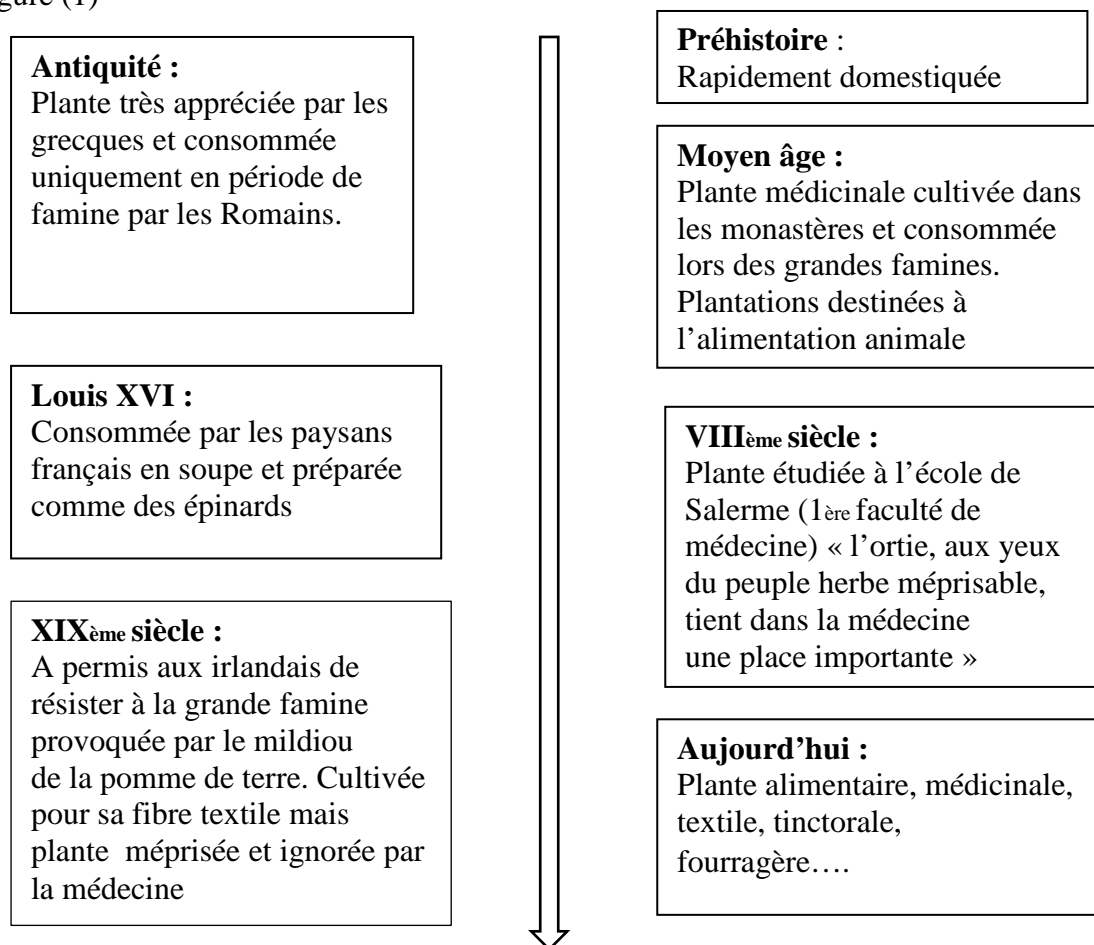 gure (1)
Antiquité :
Plante très appréciée par les
grecques et consommée
uniquement en période de
famine par les Romains.
Préhistoire :
Rapidement domestiquée
Moyen âge :
Plante médicinale cultivée dans
les monastères et consommée
lors des grandes famines.
Plantations destinées à
l’alimentation animale
Louis XVI :
Consommée par les paysans
français en soupe et préparée
comme des épinards
VIIIème siècle :
Plante étudiée à l’école de
Salerme (1ère faculté de
médecine) « l’ortie, aux yeux
du peuple herbe méprisable,
tient dans la médecine
une place importante »
XIXème siècle :
A permis aux irlandais de
résister à la grande famine
provoquée par le mildiou
de la pomme de terre. Cultivée
pour sa fibre textile mais
plante méprisée et ignorée par
la médecine
Aujourd’hui :
Plante alimentaire, médicinale,
textile, tinctorale,
fourragère….